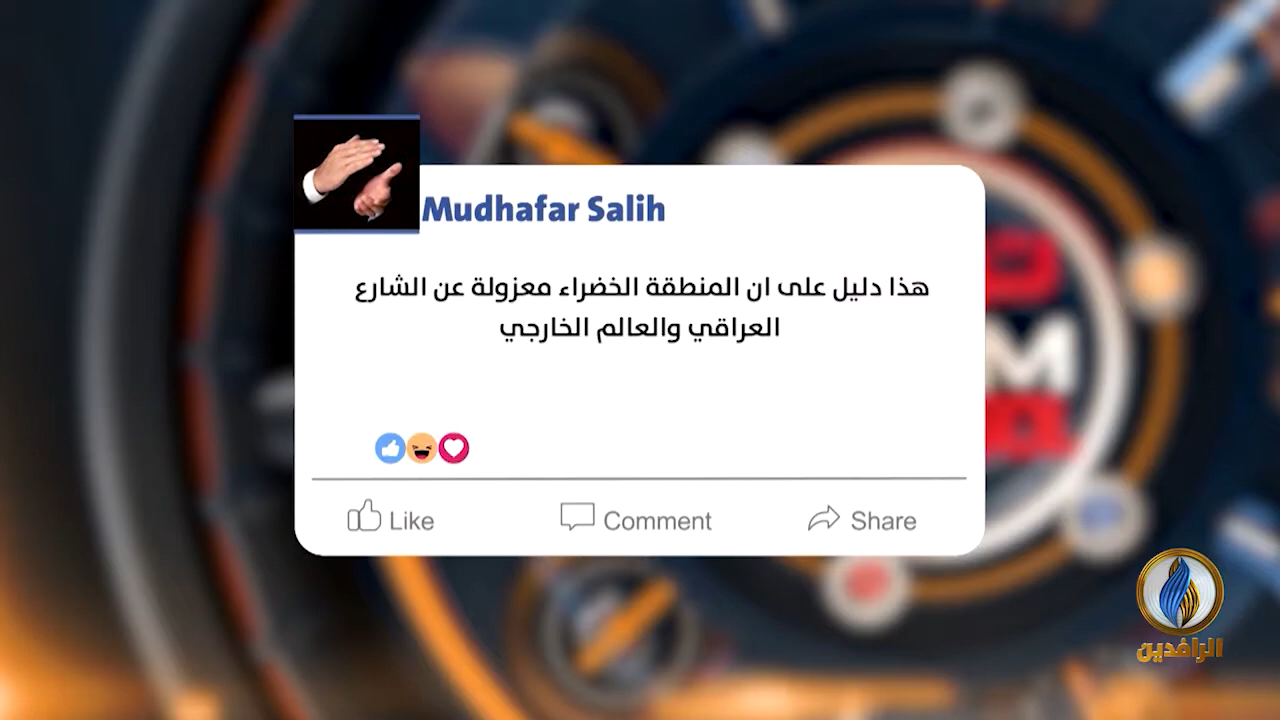 Mudhafar Salih
هذا دليل على ان المنطقة الخضراء معزولة عن الشارع
العراقي والعالم الخارجي
Like
Comment
Share
الرافدين